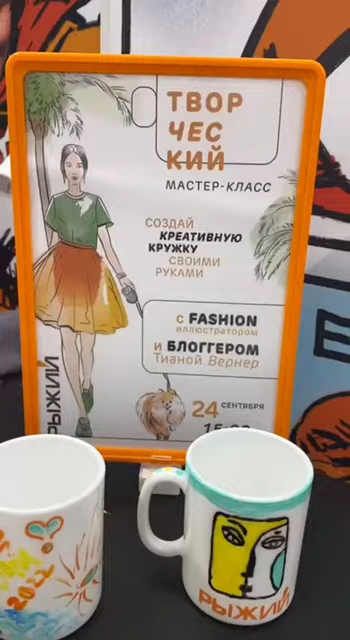 ТВОР
ЧЕС
КИЙ
МАСТЕР-КЛАСС
СОЗДАЙ
КРЕАТИВНУЮ
КРУЖКУ
СВОИМИ
РУКАМИ
С FASHION
иллюстратором
и БЛОГГЕРОМ
Тианой Вернер
24 СЕНТЯБРЯ
РЫЖИЙ
2022
РЫЖИЙ